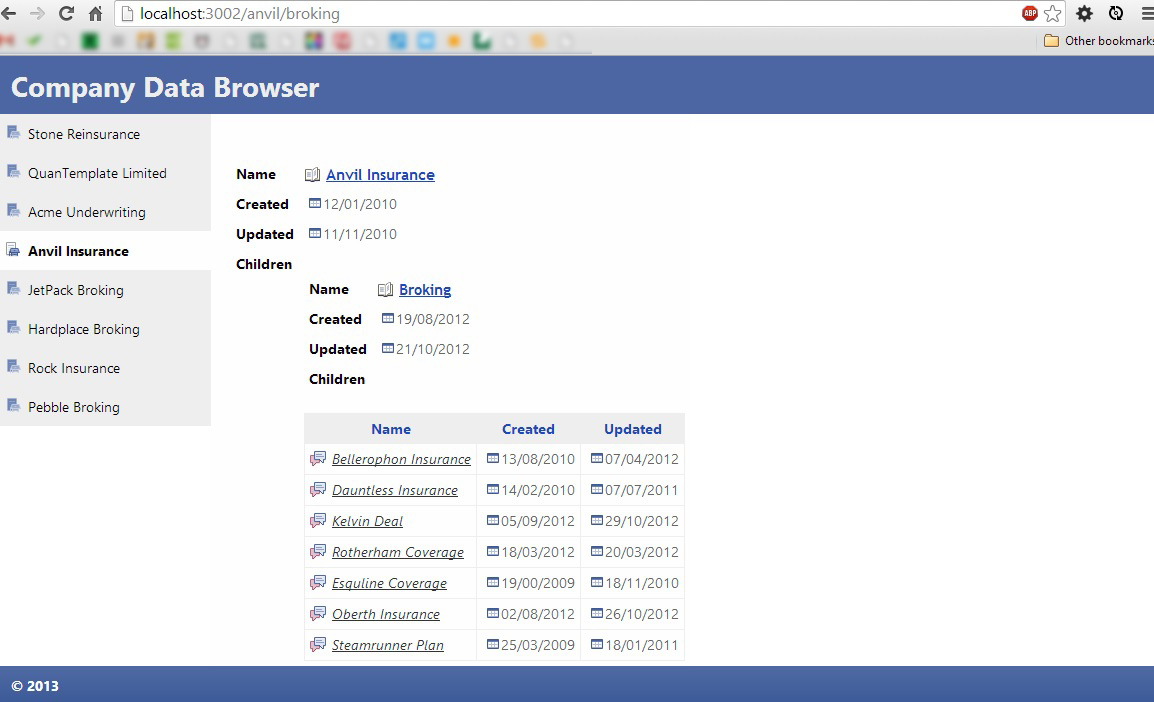 localhost:3002/anvil/broking
ABP
Other bookmarks
Company Data Browser
Stone Reinsurance
QuanTemplate Limited
Acme Underwriting
Anvil Insurance
JetPack Broking
Hardplace Broking
Rock Insurance
Pebble Broking
Name Anvil Insurance
Created 12/01/2010
Updated 11/11/2010
Children
Name Broking
Created 19/08/2012
Updated 21/10/2012
Children
Name Created Updated
Bellerophon Insurance 13/08/2010 07/04/2012
Dauntless Insurance 14/02/2010 07/07/2011
Kelvin Deal 05/09/2012 29/10/2012
Rotherham Coverage 18/03/2012 20/03/2012
Esquline Coverage 19/00/2009 18/11/2010
Oberth Insurance 02/08/2012 26/10/2012
Steamrunner Plan 25/03/2009 18/01/2011
© 2013